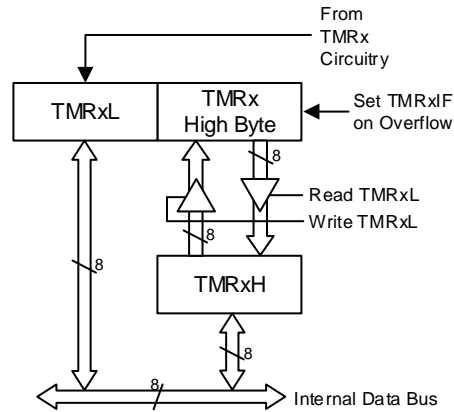 From
TMRx
Circuitry
TMRxL
TMRx
High Byte
Set TMRxIF
on Overflow
8
Read TMRxL
Write TMRxL
8
8
TMRxH
8
8
Internal Data Bus